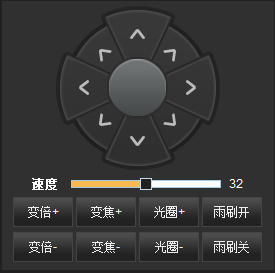 速度 32
变倍+ 变焦+ 光圈+ 雨刷开
变倍- 变焦- 光圈- 雨刷关